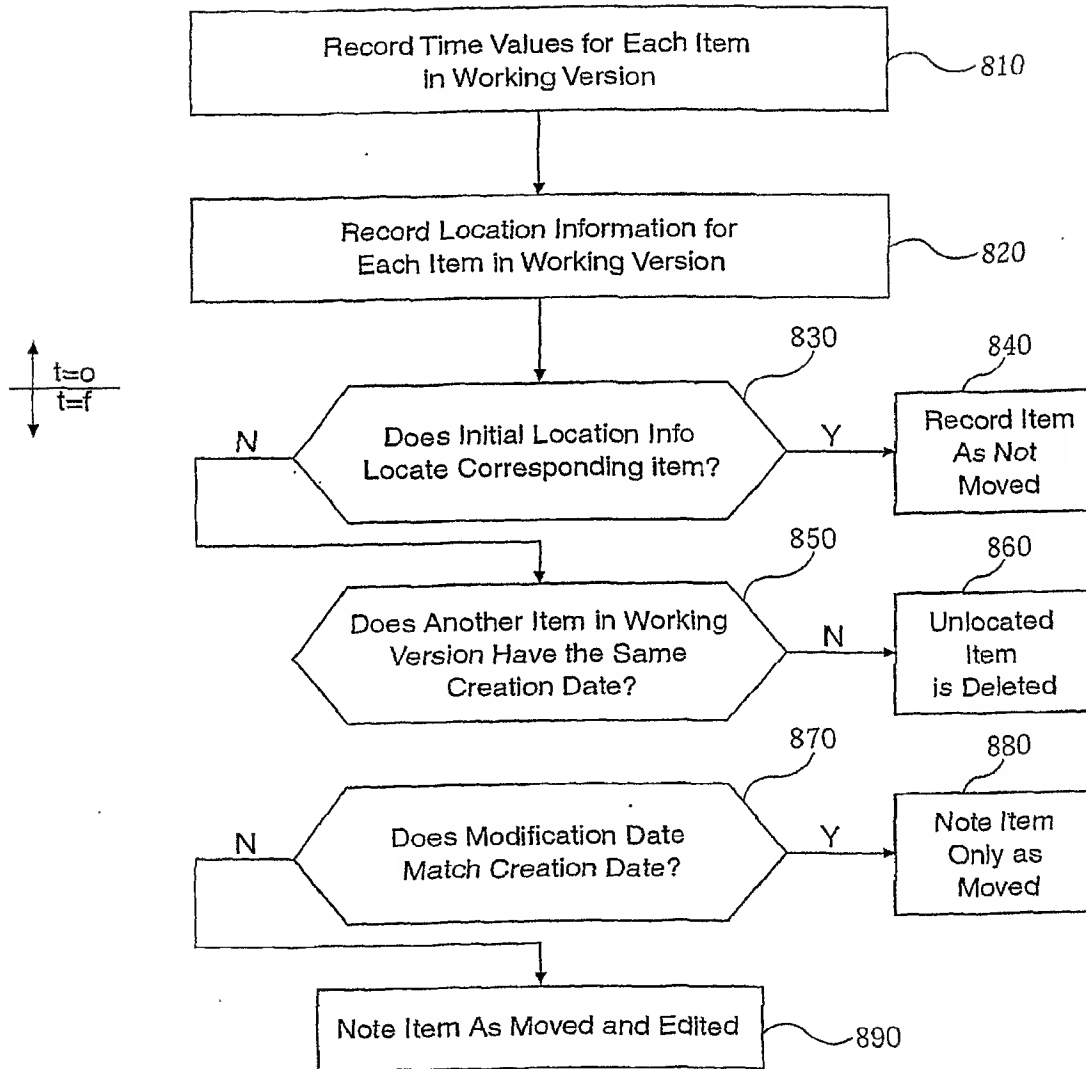 Record Time Values for Each Item
in Working Version
810
Record Location Information for
Each Item in Working Version
820
t=o
t=f
830
Does Initial Location Info
Locate Corresponding item?
N
Y
840
Record Item
As Not
Moved
850
Does Another Item in Working
Version Have the Same
Creation Date?
N
860
Unlocated
Item
is Deleted
870
Does Modification Date
Match Creation Date?
N
Y
880
Note Item
Only as
Moved
Note Item As Moved and Edited
890